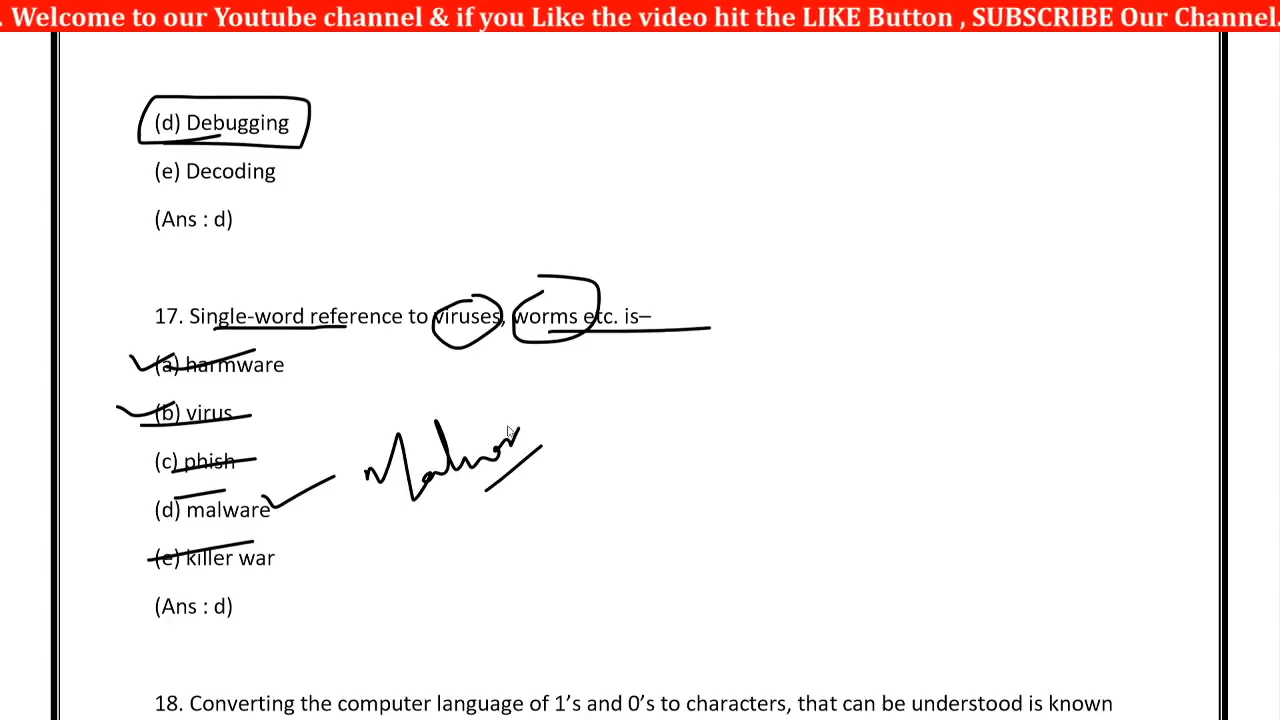 . Welcome to our Youtube channel & if you Like the video hit the LIKE Button , SUBSCRIBE Our Channel.
(d) Debugging
(e) Decoding
(Ans : d)
17. Single-word reference to viruses, worms etc. is–
(a) harmware
(b) virus
(c) phish
(d) malware
(e) killer war
(Ans : d)
18. Converting the computer language of 1’s and 0’s to characters, that can be understood is known